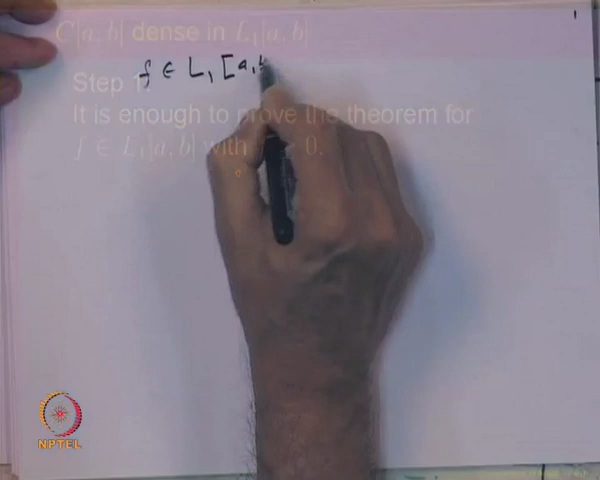 C[a, b] dense in L₁[a, b]
f ∈ L₁ [a, b
Step 1:
It is enough to prove the theorem for
f ∈ L₁[a, b] with 0.
NPTEL